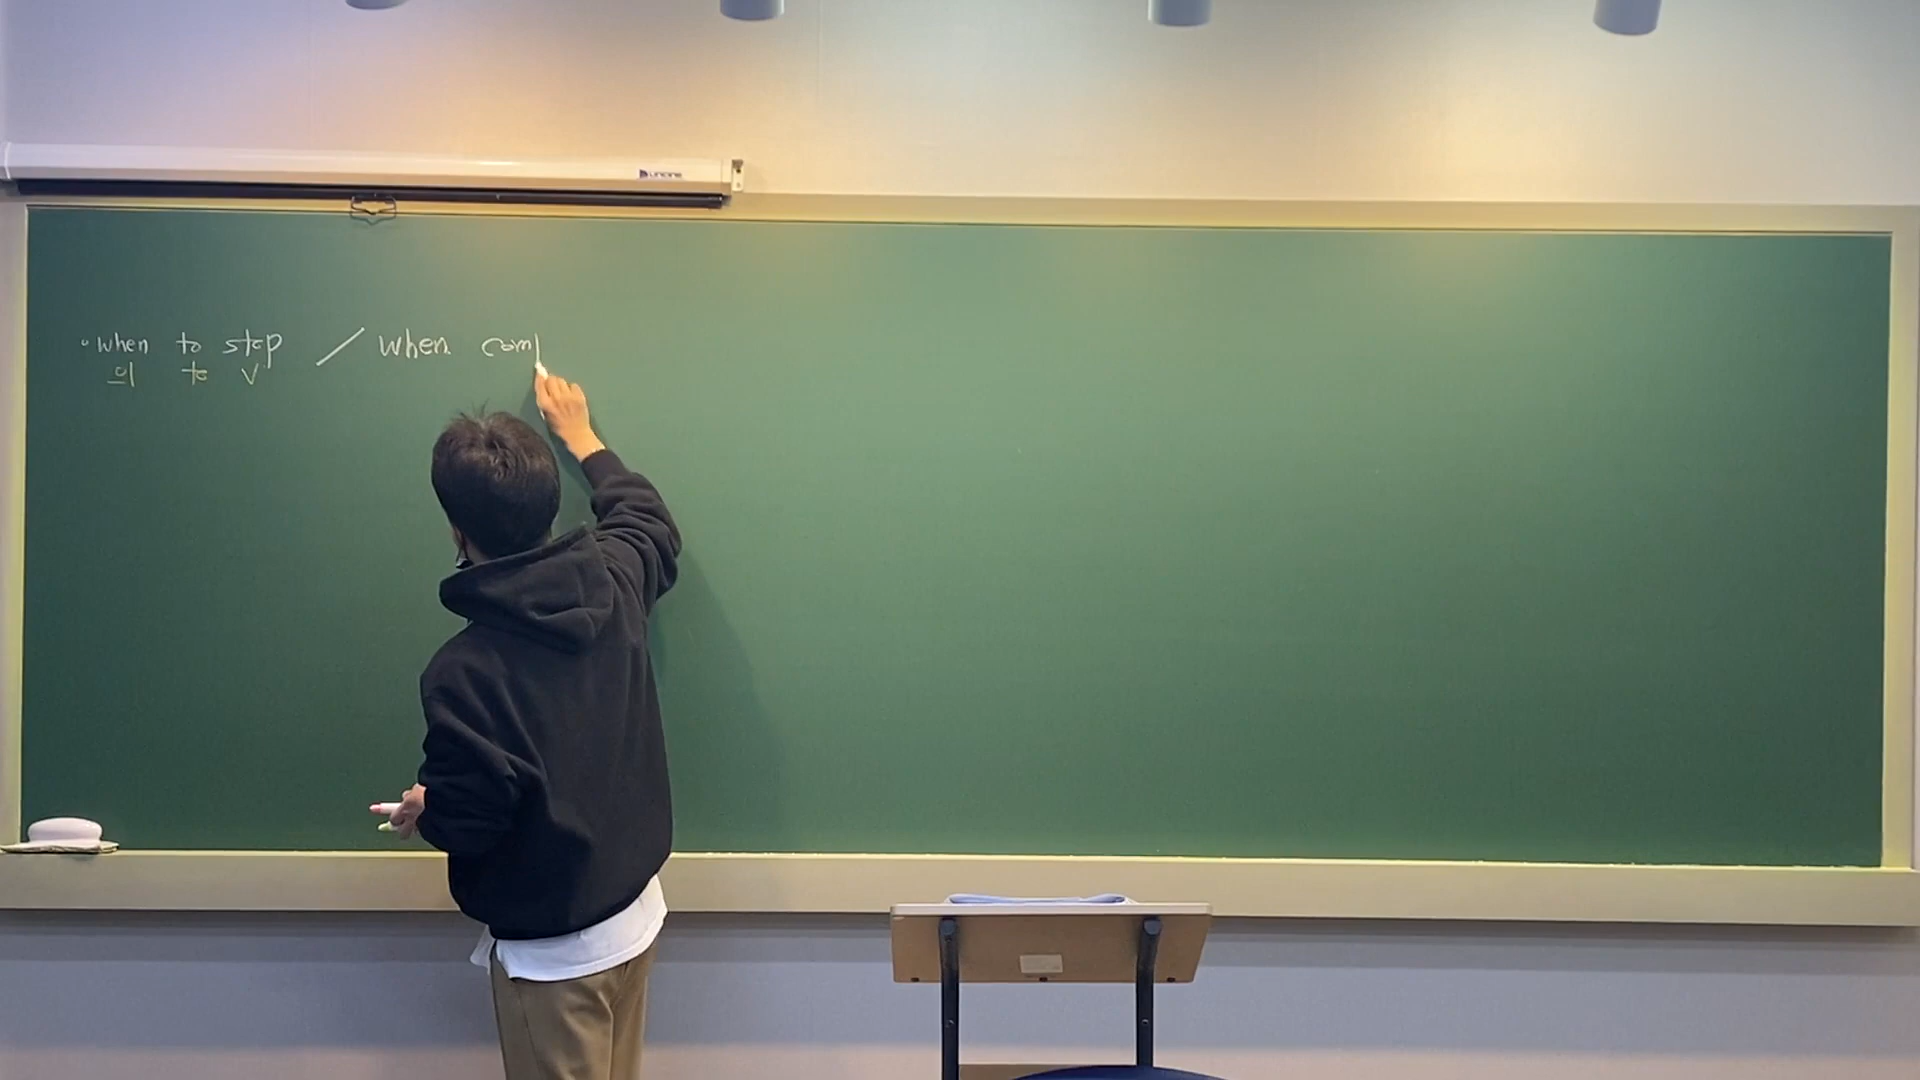 when to stop / when com
의 to V